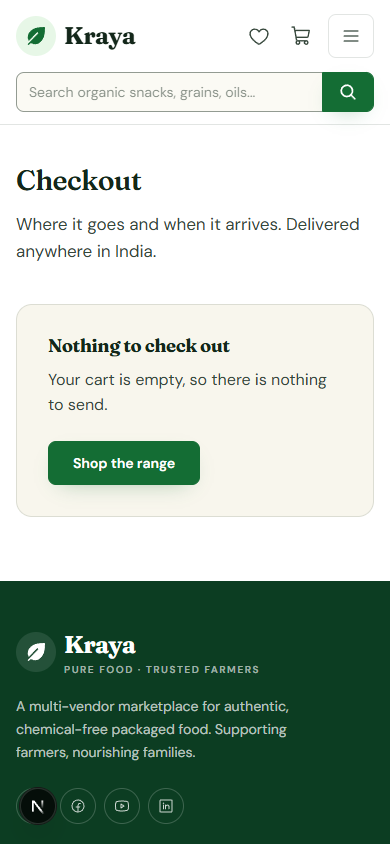 Kraya
Search organic snacks, grains, oils...
Checkout
Where it goes and when it arrives. Delivered
anywhere in India.
Nothing to check out
Your cart is empty, so there is nothing
to send.
Shop the range
Kraya
PURE FOOD · TRUSTED FARMERS
A multi-vendor marketplace for authentic,
chemical-free packaged food. Supporting
farmers, nourishing families.
N